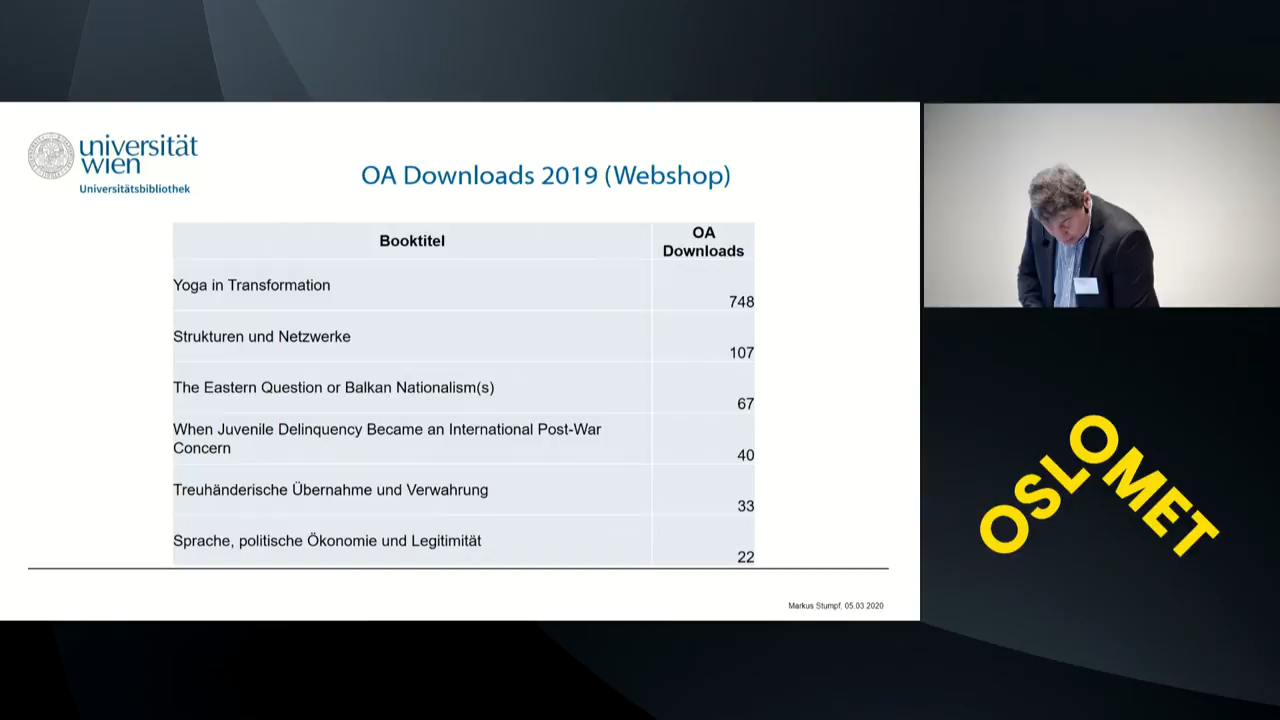 universität
wien
Universitätsbibliothek
OA Downloads 2019 (Webshop)
Booktitel
OA
Downloads
Yoga in Transformation
748
Strukturen und Netzwerke
107
The Eastern Question or Balkan Nationalism(s)
67
When Juvenile Delinquency Became an International Post-War
Concern
40
Treuhänderische Übernahme und Verwahrung
33
Sprache, politische Ökonomie und Legitimität
22
Markus Stumpf, 05.03 2020
OSLOMET